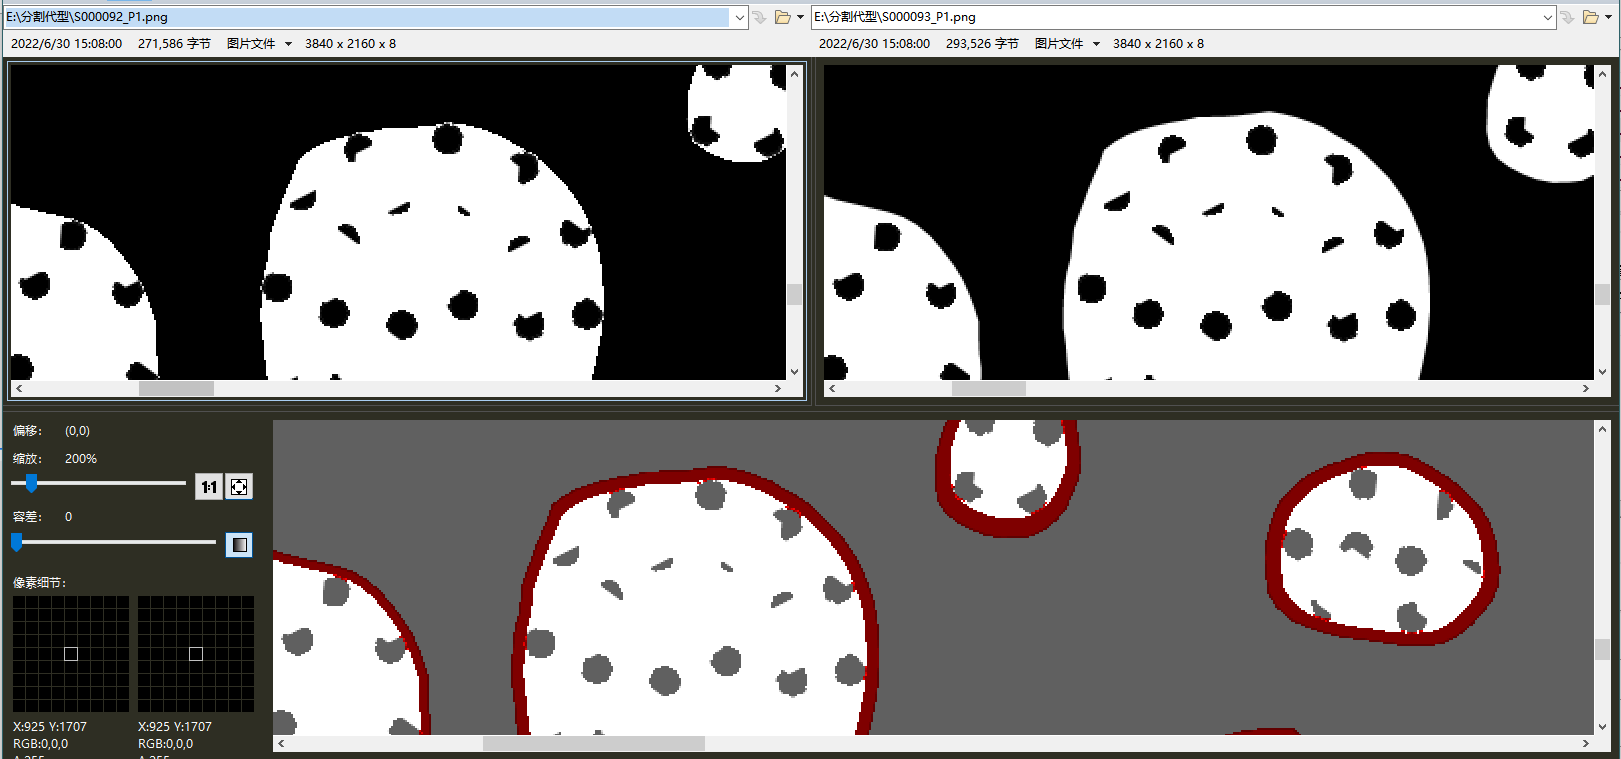 E:\分割代型\S000092_P1.png
E:\分割代型\S000093_P1.png
2022/6/30 15:08:00 271,586 字节 图片文件 3840 x 2160 x 8
2022/6/30 15:08:00 293,526 字节 图片文件 3840 x 2160 x 8
偏移: (0,0)
缩放: 200%
1:1
容差: 0
像素细节:
X:925 Y:1707
X:925 Y:1707
RGB:0,0,0
RGB:0,0,0